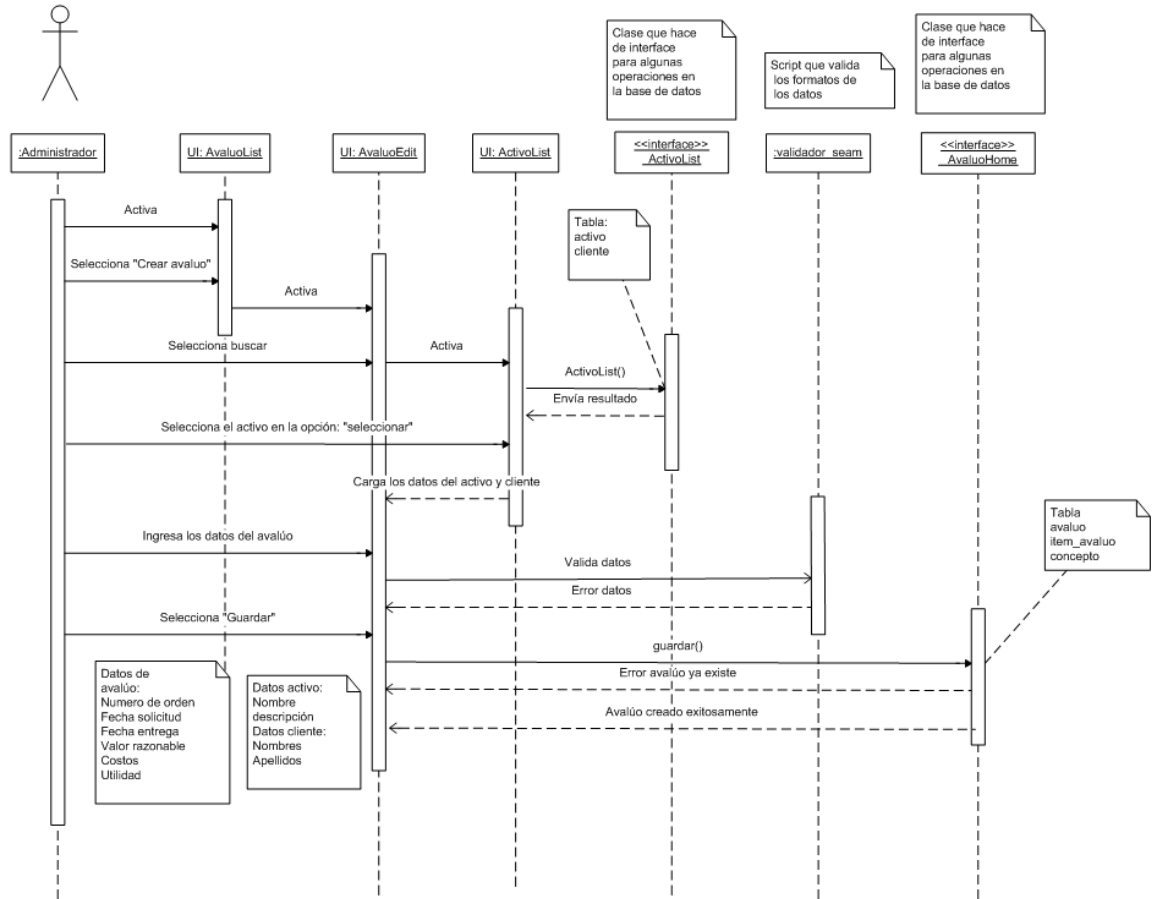 Clase que hace
de interface
para algunas
operaciones en
la base de datos
Script que valida
los formatos de
los datos
Clase que hace
de interface
para algunas
operaciones en
la base de datos
:Administrador
UI: AvaluoList
UI: AvaluoEdit
UI: ActivoList
<<interface>>
_ActivoList
:validador_seam
<<interface>>
_AvaluoHome
Activa
Tabla:
activo
cliente
Selecciona "Crear avaluo"
Activa
Selecciona buscar
Activa
ActivoList()
Envía resultado
Selecciona el activo en la opción: "seleccionar"
Carga los datos del activo y cliente
Tabla
avaluo
item_avaluo
concepto
Ingresa los datos del avalúo
Valida datos
Error datos
Selecciona "Guardar"
guardar()
Error avalúo ya existe
Avalúo creado exitosamente
Datos de
avalúo:
Numero de orden
Fecha solicitud
Fecha entrega
Valor razonable
Costos
Utilidad
Datos activo:
Nombre
descripción
Datos cliente:
Nombres
Apellidos